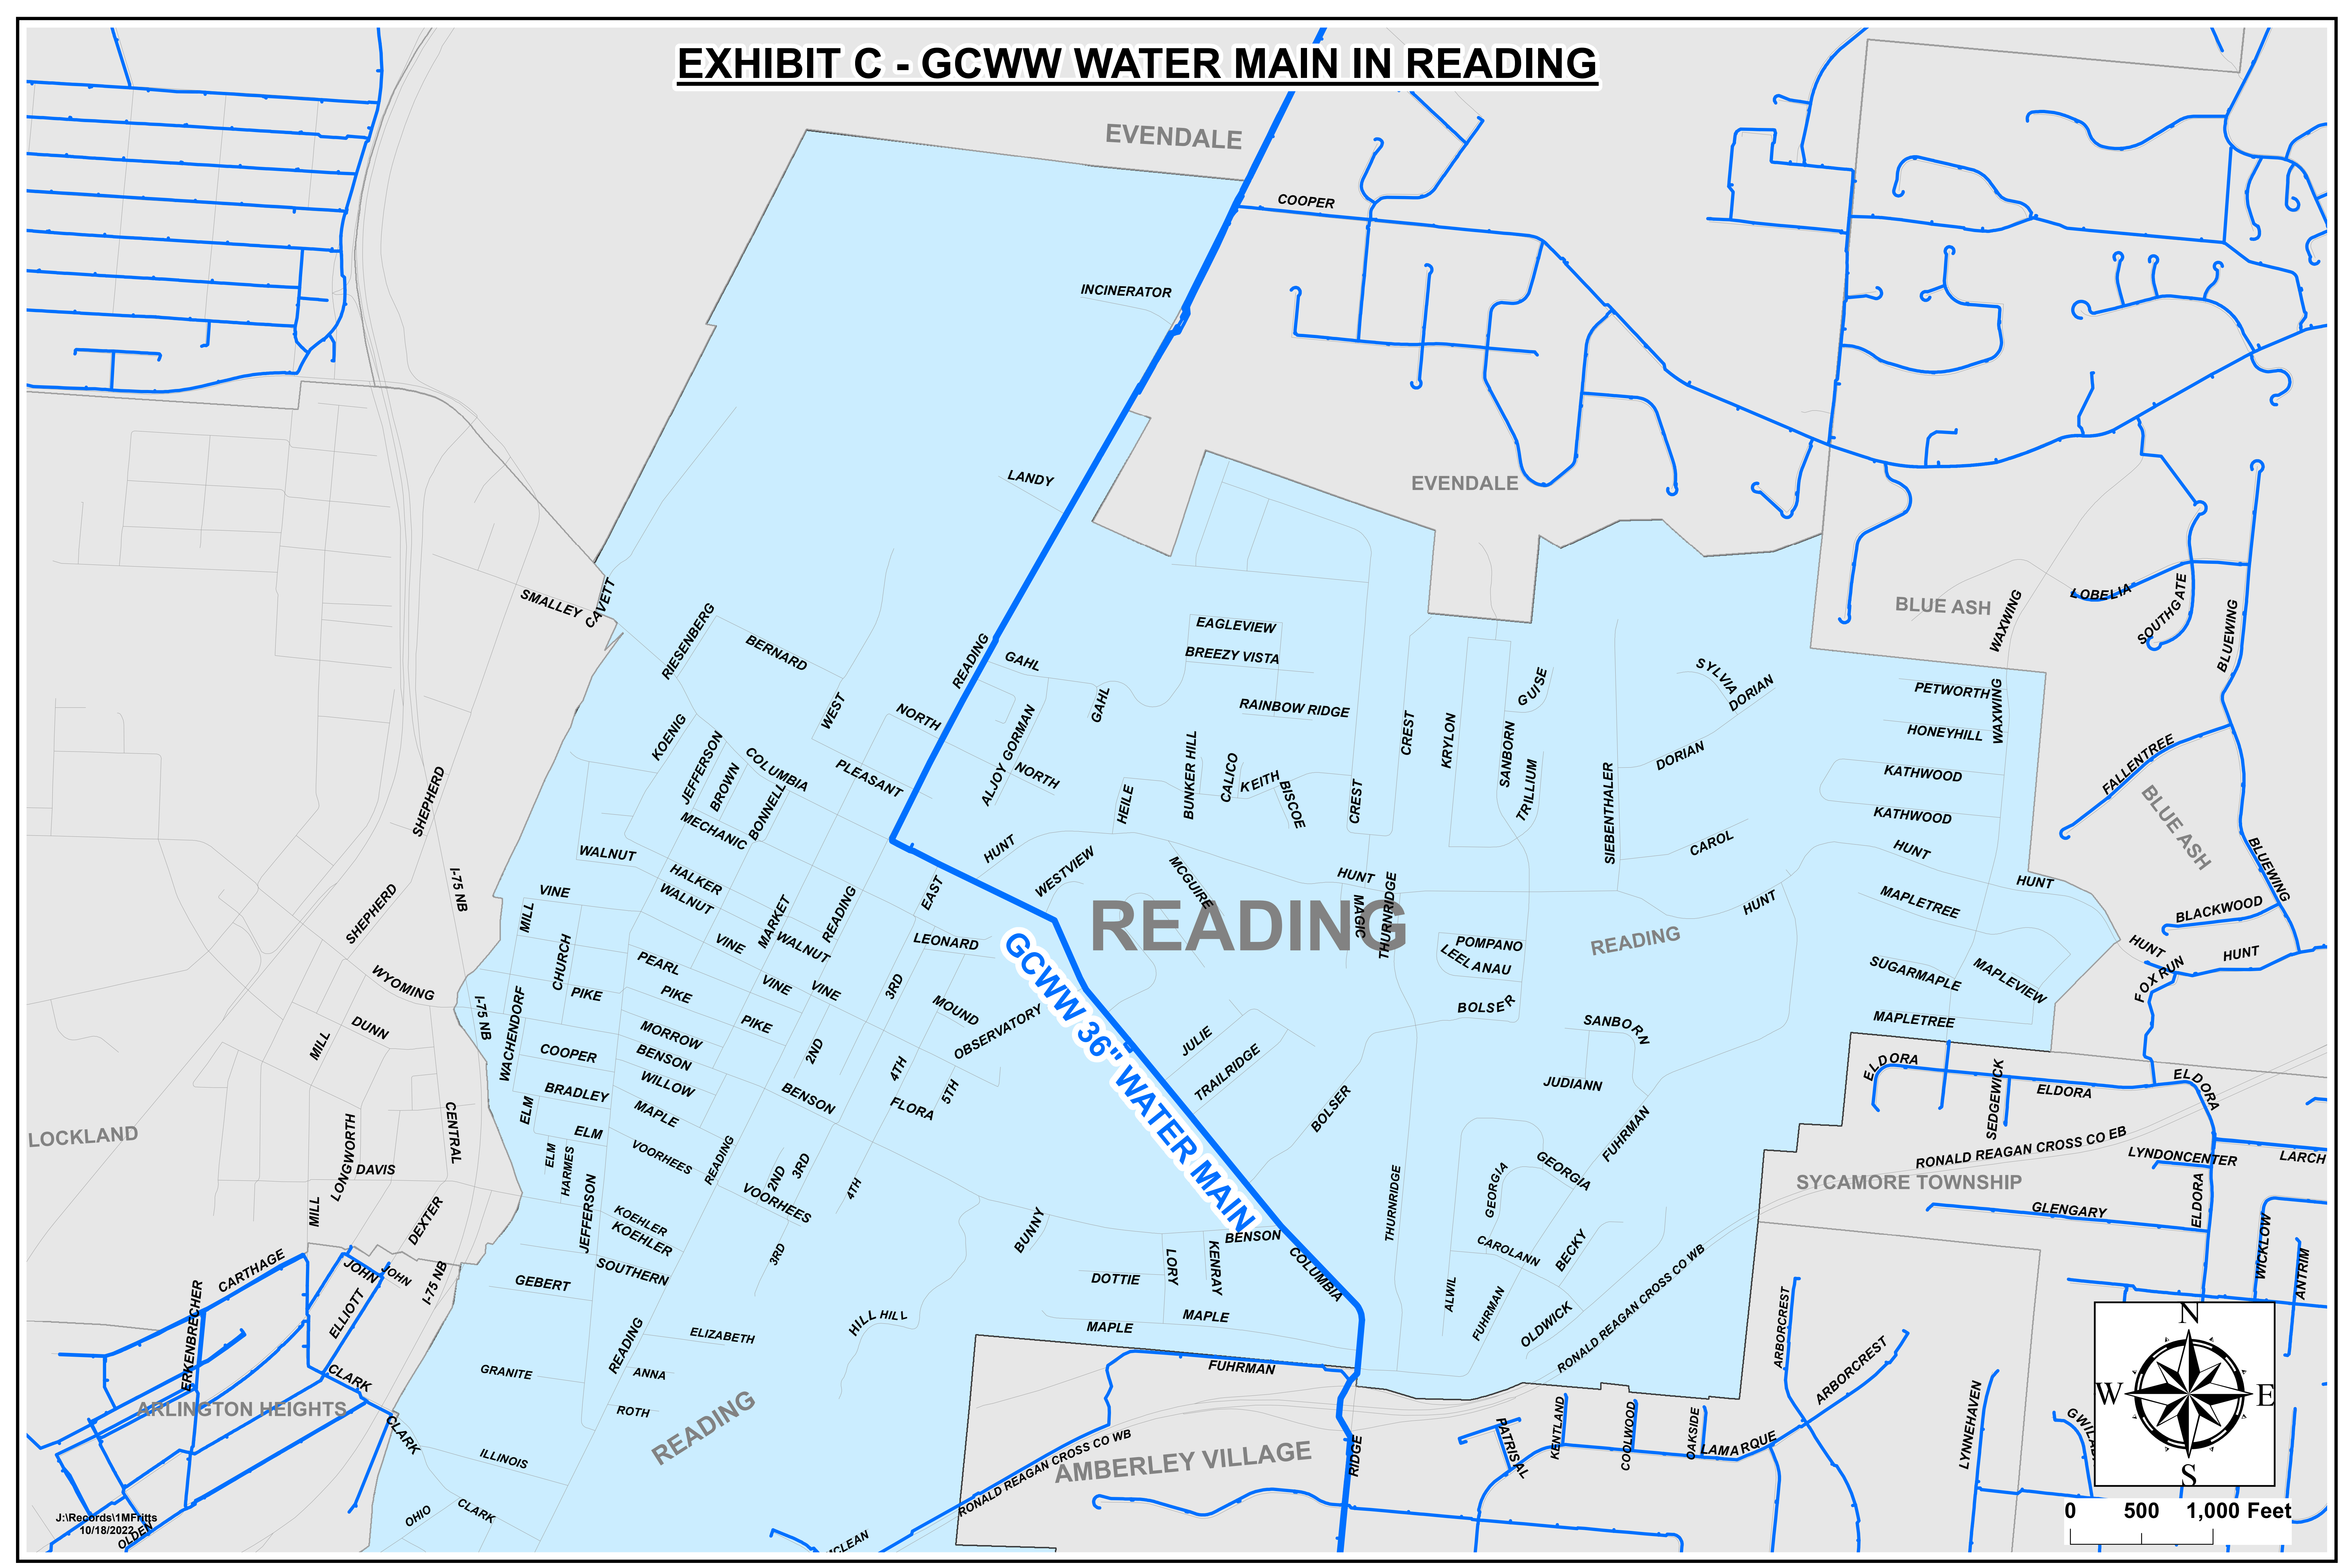 EXHIBIT C - GCWW WATER MAIN IN READING
EVENDALE
COOPER
INCINERATOR
LANDY
EVENDALE
SMALLEY
CAVETT
RIESENBERG
BERNARD
WEST
READING
GAHL
GAHL
EAGLEVIEW
BREEZY VISTA
RAINBOW RIDGE
GUISE
SYLVIA
DORIAN
DORIAN
BLUE ASH
WAXWING
WAXWING
LOBELIA
SOUTHGATE
BLUEWING
PETWORTH
HONEYHILL
KATHWOOD
KATHWOOD
FALLENTREE
BLUE ASH
BLUEWING
KOENIG
JEFFERSON
BROWN
COLUMBIA
BONNELL
MECHANIC
PLEASANT
NORTH
NORTH
ALJOY GORMAN
HEILE
BUNKER HILL
CALICO
KEITH
BISCOE
CREST
CREST
KRYLON
SANBORN
TRILLIUM
SIEBENTHALER
CAROL
HUNT
HUNT
HUNT
HUNT
HUNT
HUNT
HUNT
SHEPHERD
SHEPHERD
I-75 NB
WALNUT
HALKER
WALNUT
VINE
MILL
CHURCH
MARKET
WALNUT
READING
EAST
LEONARD
WESTVIEW
MCGUIRE
MAGIC
THURNRIDGE
READING
READING
POMPANO
LEELANAU
BOLSER
MAPLETREE
BLACKWOOD
SUGARMAPLE
MAPLEVIEW
FOX RUN
MAPLETREE
GCWW 36" WATER MAIN
WYOMING
I-75 NB
DUNN
MILL
WACHENDORF
PEARL
PIKE
PIKE
PIKE
VINE
VINE
VINE
3RD
MOUND
OBSERVATORY
MORROW
BENSON
COOPER
WILLOW
BRADLEY
MAPLE
2ND
BENSON
4TH
5TH
FLORA
JULIE
TRAILRIDGE
BOLSER
SANBORN
JUDIANN
FUHRMAN
ELDORA
ELDORA
ELDORA
SEDGEWICK
RONALD REAGAN CROSS CO EB
LYNDONCENTER
LARCH
SYCAMORE TOWNSHIP
LOCKLAND
LONGWORTH
DAVIS
CENTRAL
MILL
DEXTER
ELM
ELM
ELM
HARMES
JEFFERSON
VOORHEES
READING
2ND
3RD
VOORHEES
4TH
KOEHLER
KOEHLER
SOUTHERN
GEBERT
3RD
BUNNY
LORY
KENRAY
BENSON
COLUMBIA
DOTTIE
MAPLE
MAPLE
THURNRIDGE
GEORGIA
GEORGIA
CAROLANN
BECKY
ALWIL
FUHRMAN
OLDWICK
RONALD REAGAN CROSS CO WB
GLENGARY
ELDORA
WICKLOW
ANTRIM
CARTHAGE
JOHN
JOHN
I-75 NB
ERKENBRECHER
ELLIOTT
CLARK
ARLINGTON HEIGHTS
CLARK
HILL HILL
ELIZABETH
READING
ANNA
GRANITE
ROTH
READING
ILLINOIS
CLARK
OHIO
FUHRMAN
AMBERLEY VILLAGE
RONALD REAGAN CROSS CO WB
RIDGE
PATRISAL
KENTLAND
COOLWOOD
OAKSIDE
LAMARQUE
ARBORCREST
ARBORCREST
LYNNEHAVEN
N
W
E
S
0 500 1,000 Feet
J:\Records\1MFritts
10/18/2022
OLDEN